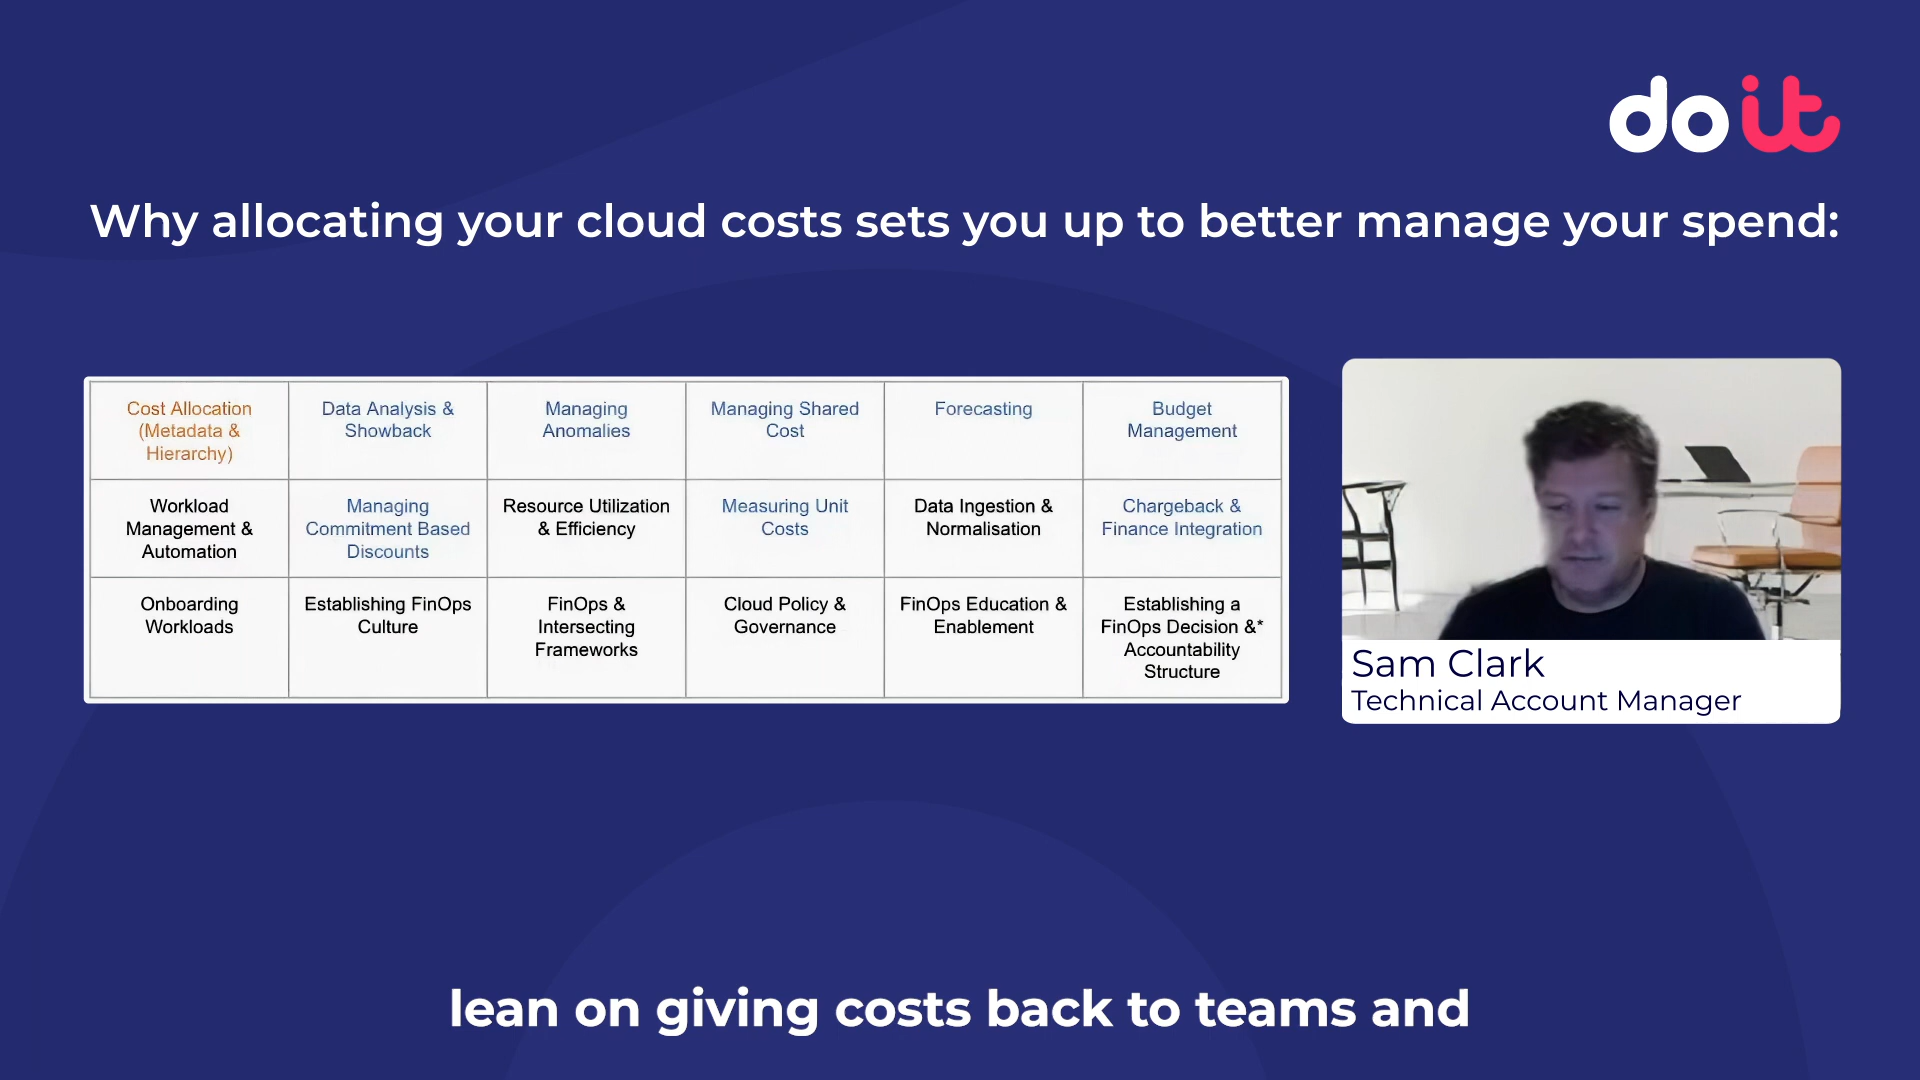 doit
Why allocating your cloud costs sets you up to better manage your spend:
Cost Allocation
(Metadata &
Hierarchy)
Data Analysis &
Showback
Managing
Anomalies
Managing Shared
Cost
Forecasting
Budget
Management
Workload
Management &
Automation
Managing
Commitment Based
Discounts
Resource Utilization
& Efficiency
Measuring Unit
Costs
Data Ingestion &
Normalisation
Chargeback &
Finance Integration
Onboarding
Workloads
Establishing FinOps
Culture
FinOps &
Intersecting
Frameworks
Cloud Policy &
Governance
FinOps Education &
Enablement
Establishing a
FinOps Decision &*
Accountability
Structure
Sam Clark
Technical Account Manager
lean on giving costs back to teams and